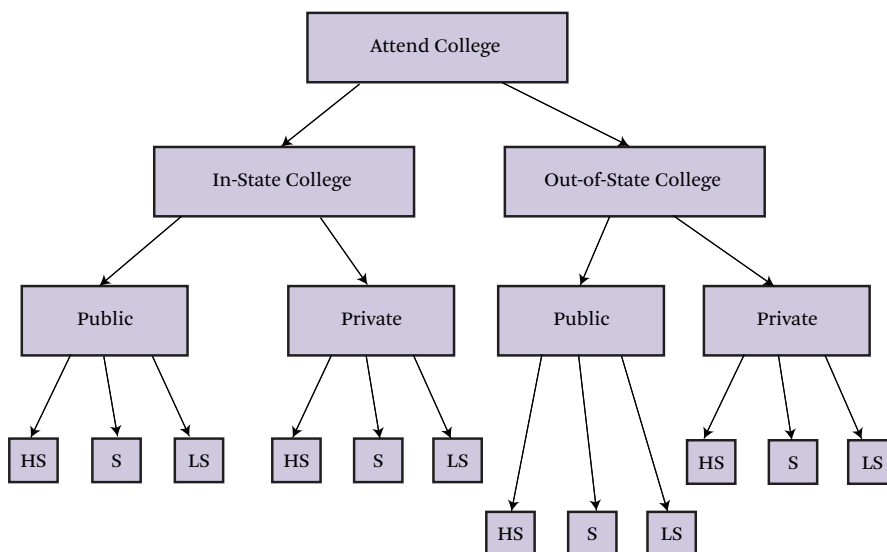 Attend College
In-State College
Out-of-State College
Public
Private
Public
Private
HS
S
LS
HS
S
LS
HS
S
LS
HS
S
LS